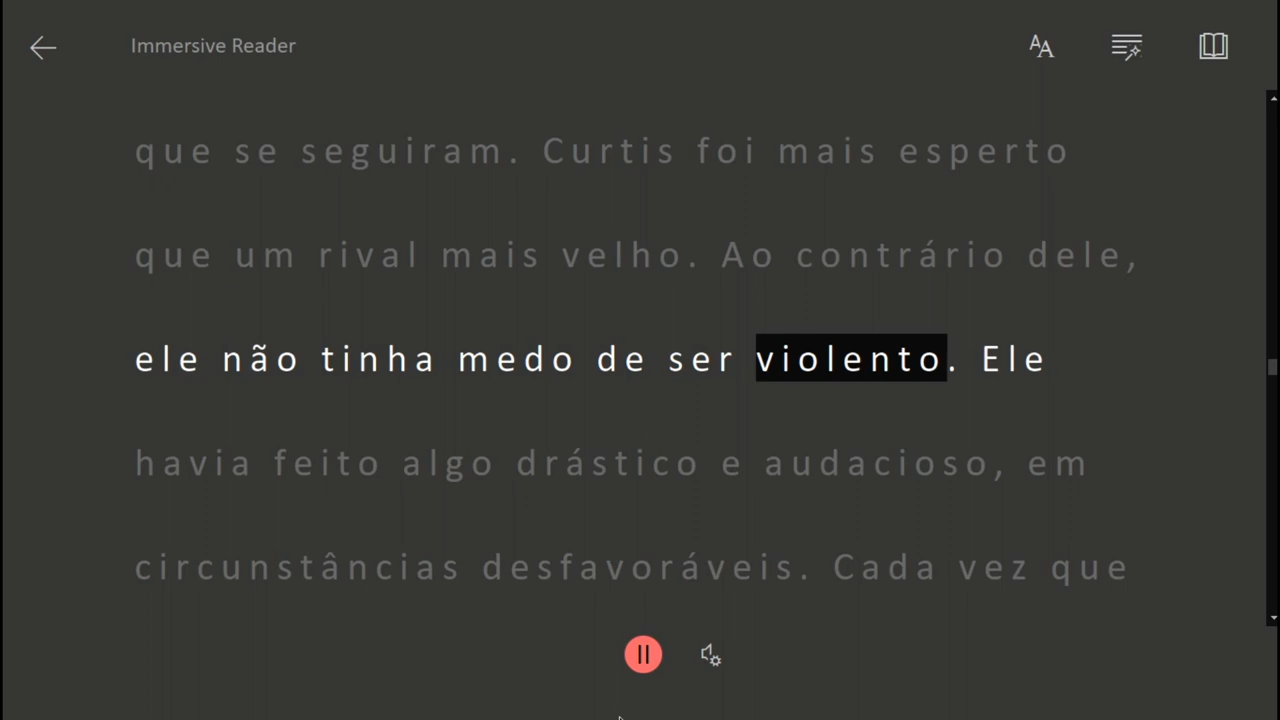 Immersive Reader
que se seguiram. Curtis foi mais esperto
que um rival mais velho. Ao contrário dele,
ele não tinha medo de ser violento. Ele
havia feito algo drástico e audacioso, em
circunstâncias desfavoráveis. Cada vez que